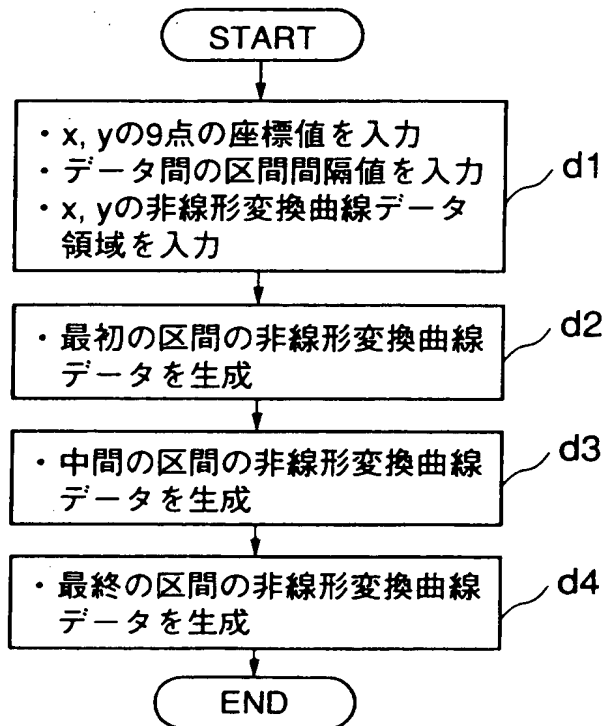 START
・x, yの9点の座標値を入力
・データ間の区間間隔値を入力
・x, yの非線形変換曲線データ
領域を入力
d1
・最初の区間の非線形変換曲線
データを生成
d2
・中間の区間の非線形変換曲線
データを生成
d3
・最終の区間の非線形変換曲線
データを生成
d4
END